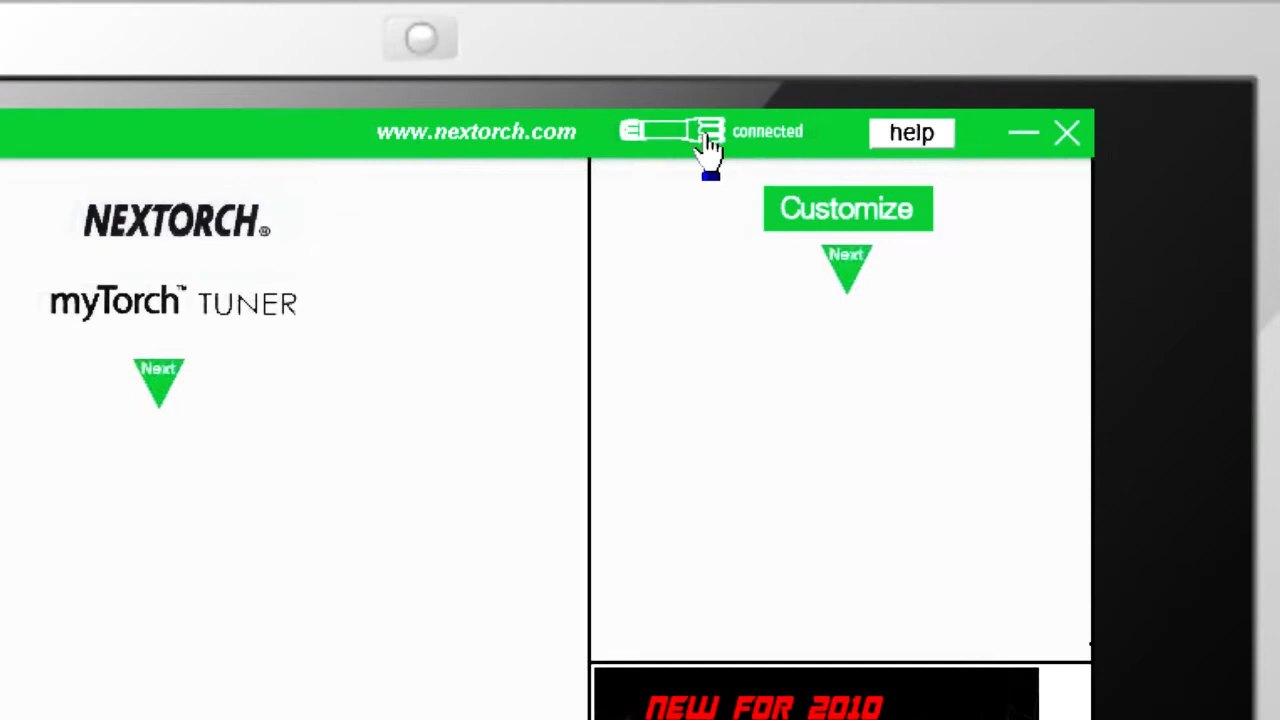 www.nextorch.com
connected
help
NEXTORCH®
myTorch™ TUNER
Next
Customize
Next
NEW FOR 2010